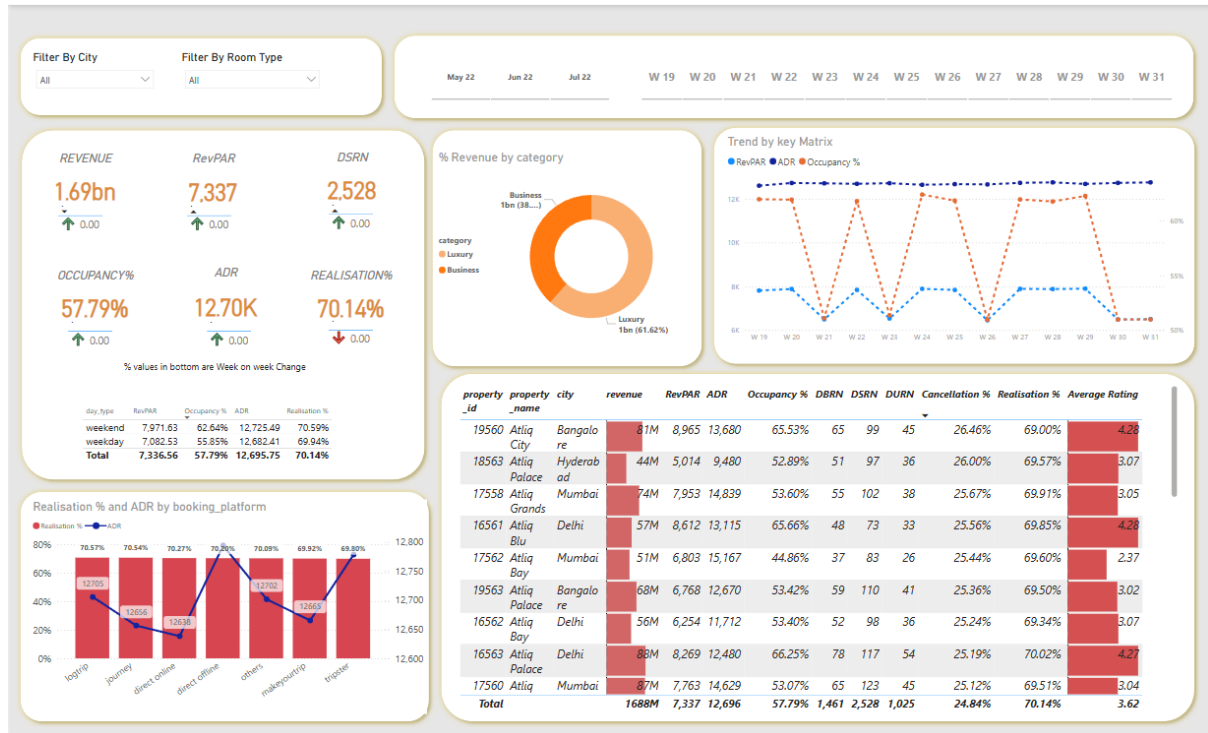 Filter By City
Filter By Room Type
All
All
May 22 Jun 22 Jul 22
W 19 W 20 W 21 W 22 W 23 W 24 W 25 W 26 W 27 W 28 W 29 W 30 W 31
REVENUE RevPAR DSRN
1.69bn 7,337 2,528
0.00 0.00 0.00
OCCUPANCY% ADR REALISATION%
57.79% 12.70K 70.14%
0.00 0.00 0.00
% values in bottom are Week on week Change
day_type RevPAR Occupancy % ADR Realisation %
weekend 7,971.63 62.64% 12,725.49 70.59%
weekday 7,082.53 55.85% 12,682.41 69.94%
Total 7,336.56 57.79% 12,695.75 70.14%
% Revenue by category
Business
1bn (38....)
category
Luxury
Business
Luxury
1bn (61.62%)
Trend by key Matrix
RevPAR ADR Occupancy %
12K
10K
8K
6K
60%
55%
50%
W 19 W 20 W 21 W 22 W 23 W 24 W 25 W 26 W 27 W 28 W 29 W 30 W 31
Realisation % and ADR by booking_platform
Realisation % ADR
80%
60%
40%
20%
0%
70.57% 70.54% 70.27% 70.20% 70.09% 69.92% 69.80%
12705
12656
12638
12702
12665
12,800
12,750
12,700
12,650
12,600
logtrip journey direct online direct offline others makeyourtrip tripster
property revenue RevPAR ADR Occupancy % DBRN DSRN DURN Cancellation % Realisation % Average Rating
_id
property
_name
city
19560 Atliq Bangalo 81M 8,965 13,680 65.53% 65 99 45 26.46% 69.00% 4.28
City re
18563 Atliq Hyderab 44M 5,014 9,480 52.89% 51 97 36 26.00% 69.57% 3.07
Palace ad
17558 Atliq Mumbai 74M 7,953 14,839 53.60% 55 102 38 25.67% 69.91% 3.05
Grands
16561 Atliq Delhi 57M 8,612 13,115 65.66% 48 73 33 25.56% 69.85% 4.28
Blu
17562 Atliq Mumbai 51M 6,803 15,167 44.86% 37 83 26 25.44% 69.60% 2.37
Bay
19563 Atliq Bangalo 68M 6,768 12,670 53.42% 59 110 41 25.36% 69.50% 3.02
Palace re
16562 Atliq Delhi 56M 6,254 11,712 53.40% 52 98 36 25.24% 69.34% 3.07
Bay
16563 Atliq Delhi 88M 8,269 12,480 66.25% 78 117 54 25.19% 70.02% 4.27
Palace
17560 Atliq Mumbai 87M 7,763 14,629 53.07% 65 123 45 25.12% 69.51% 3.04
Total 1688M 7,337 12,696 57.79% 1,461 2,528 1,025 24.84% 70.14% 3.62